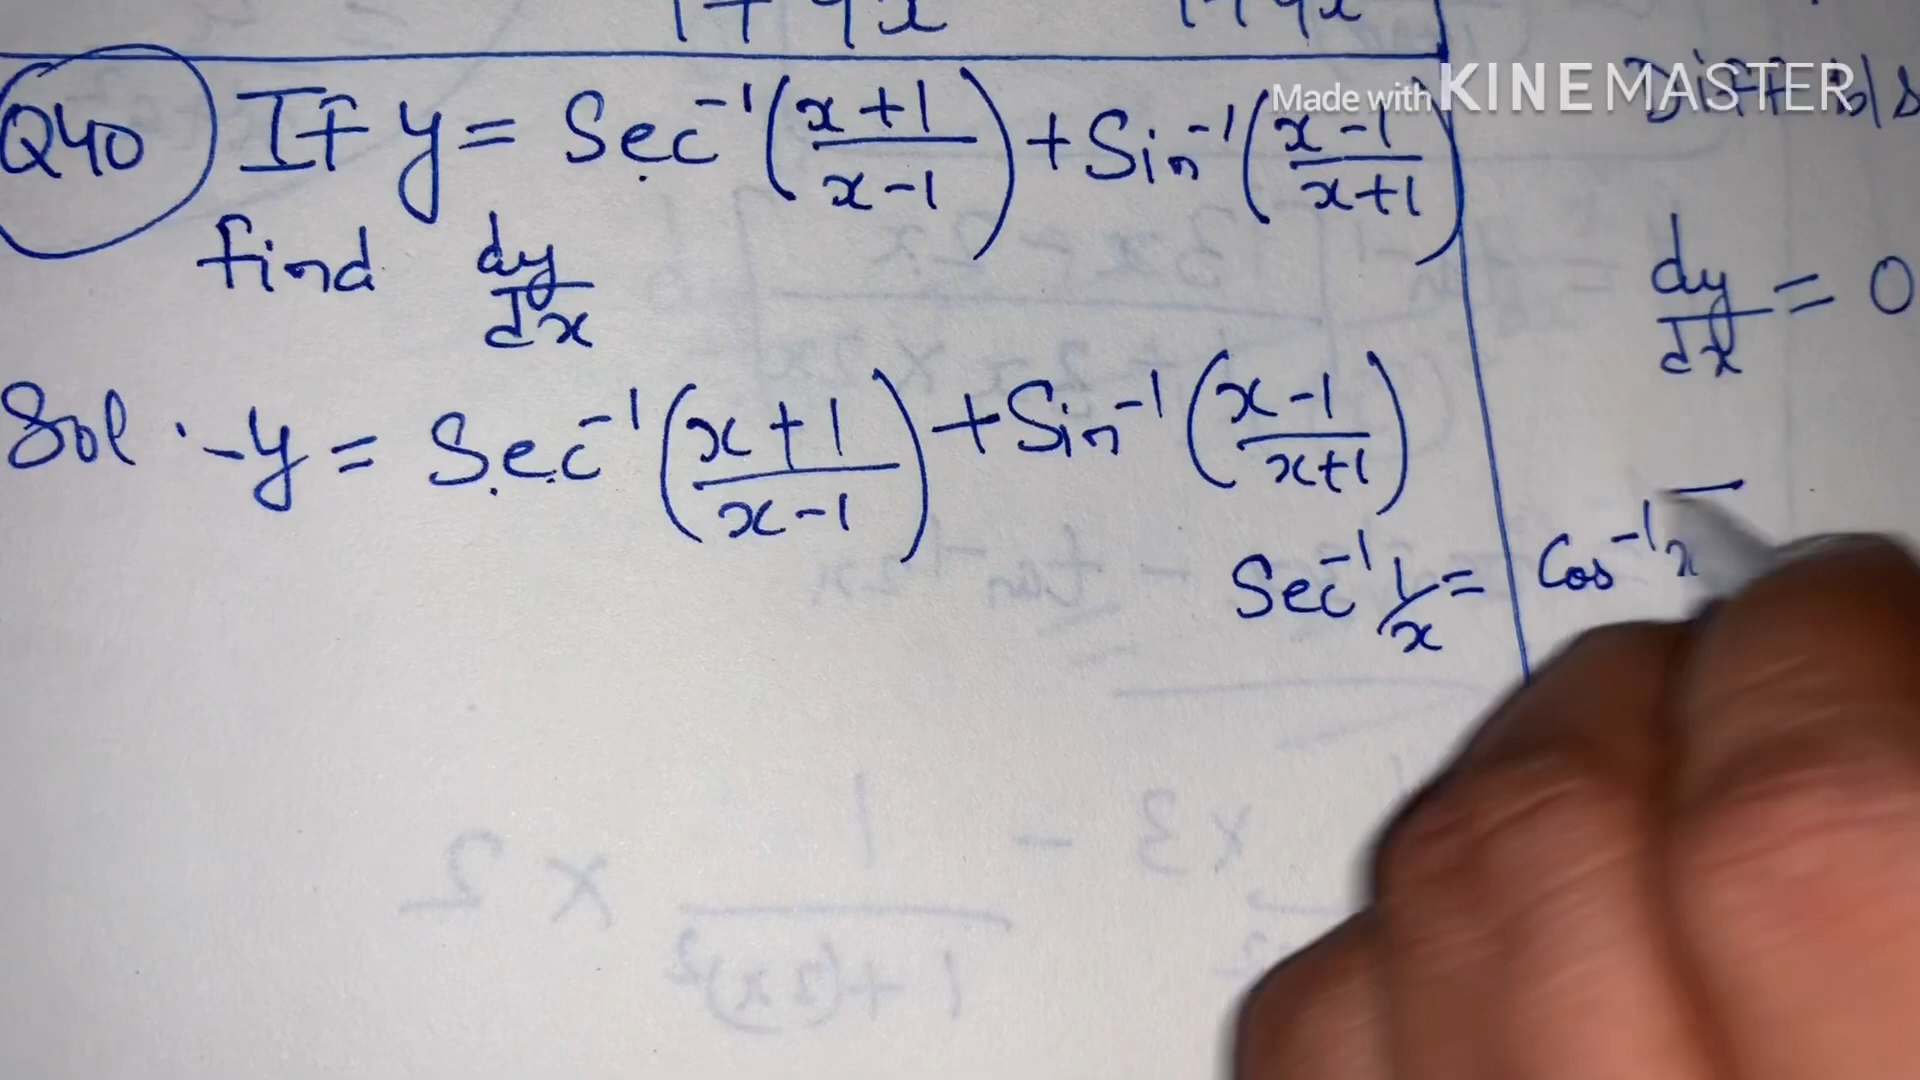 Made with KINEMASTER
Q40 If y = Sec⁻¹(x+1/x-1) + Sin⁻¹(x-1/x+1)
find dy/dx
dy/dx = 0
Sol :- y = Sec⁻¹(x+1/x-1) + Sin⁻¹(x-1/x+1)
Sec⁻¹ 1/x = Cos⁻¹x